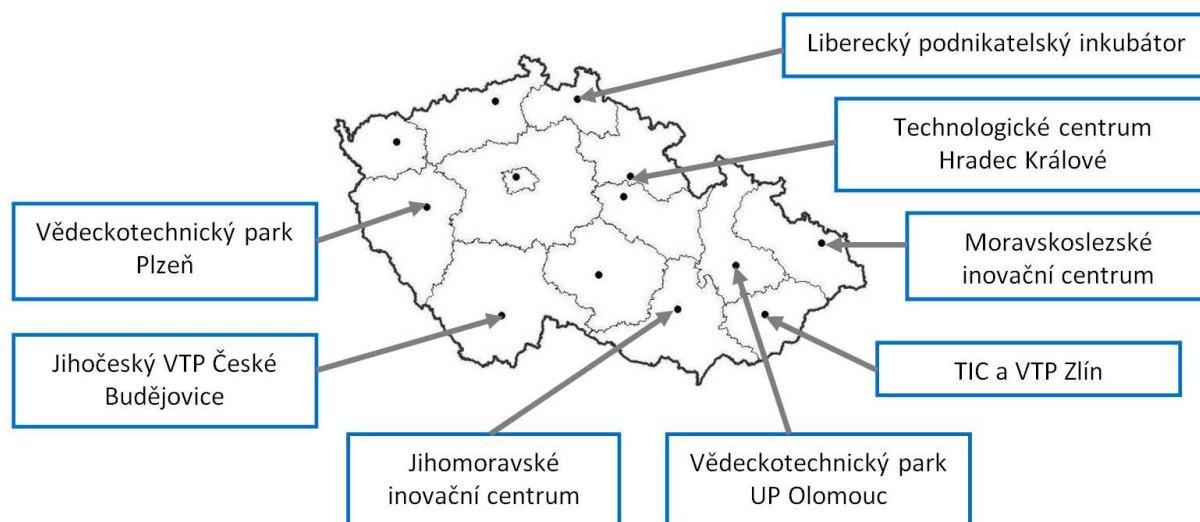 Liberecký podnikatelský inkubátor
Technologické centrum
Hradec Králové
Vědeckotechnický park
Plzeň
Moravskoslezské
inovační centrum
Jihočeský VTP České
Budějovice
TIC a VTP Zlín
Jihomoravské
inovační centrum
Vědeckotechnický park
UP Olomouc